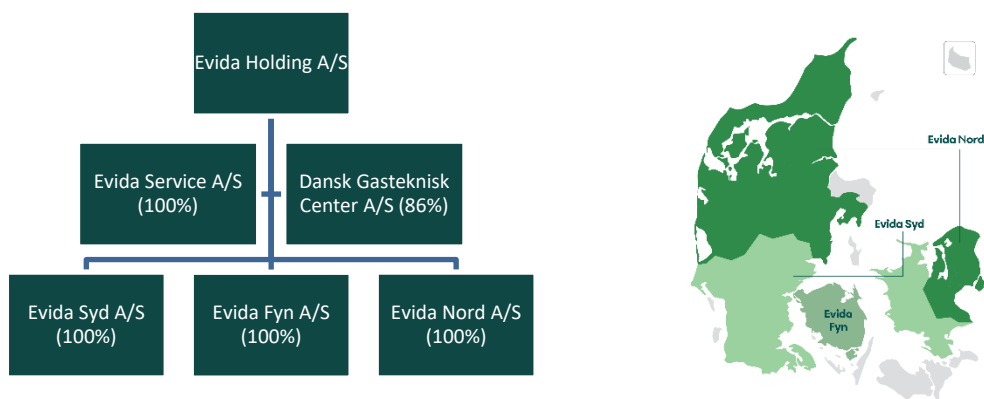 Evida Holding A/S
Evida Service A/S
(100%)
Dansk Gasteknisk
Center A/S (86%)
Evida Syd A/S
(100%)
Evida Fyn A/S
(100%)
Evida Nord A/S
(100%)
Evida Nord
Evida Syd
Evida
Fyn